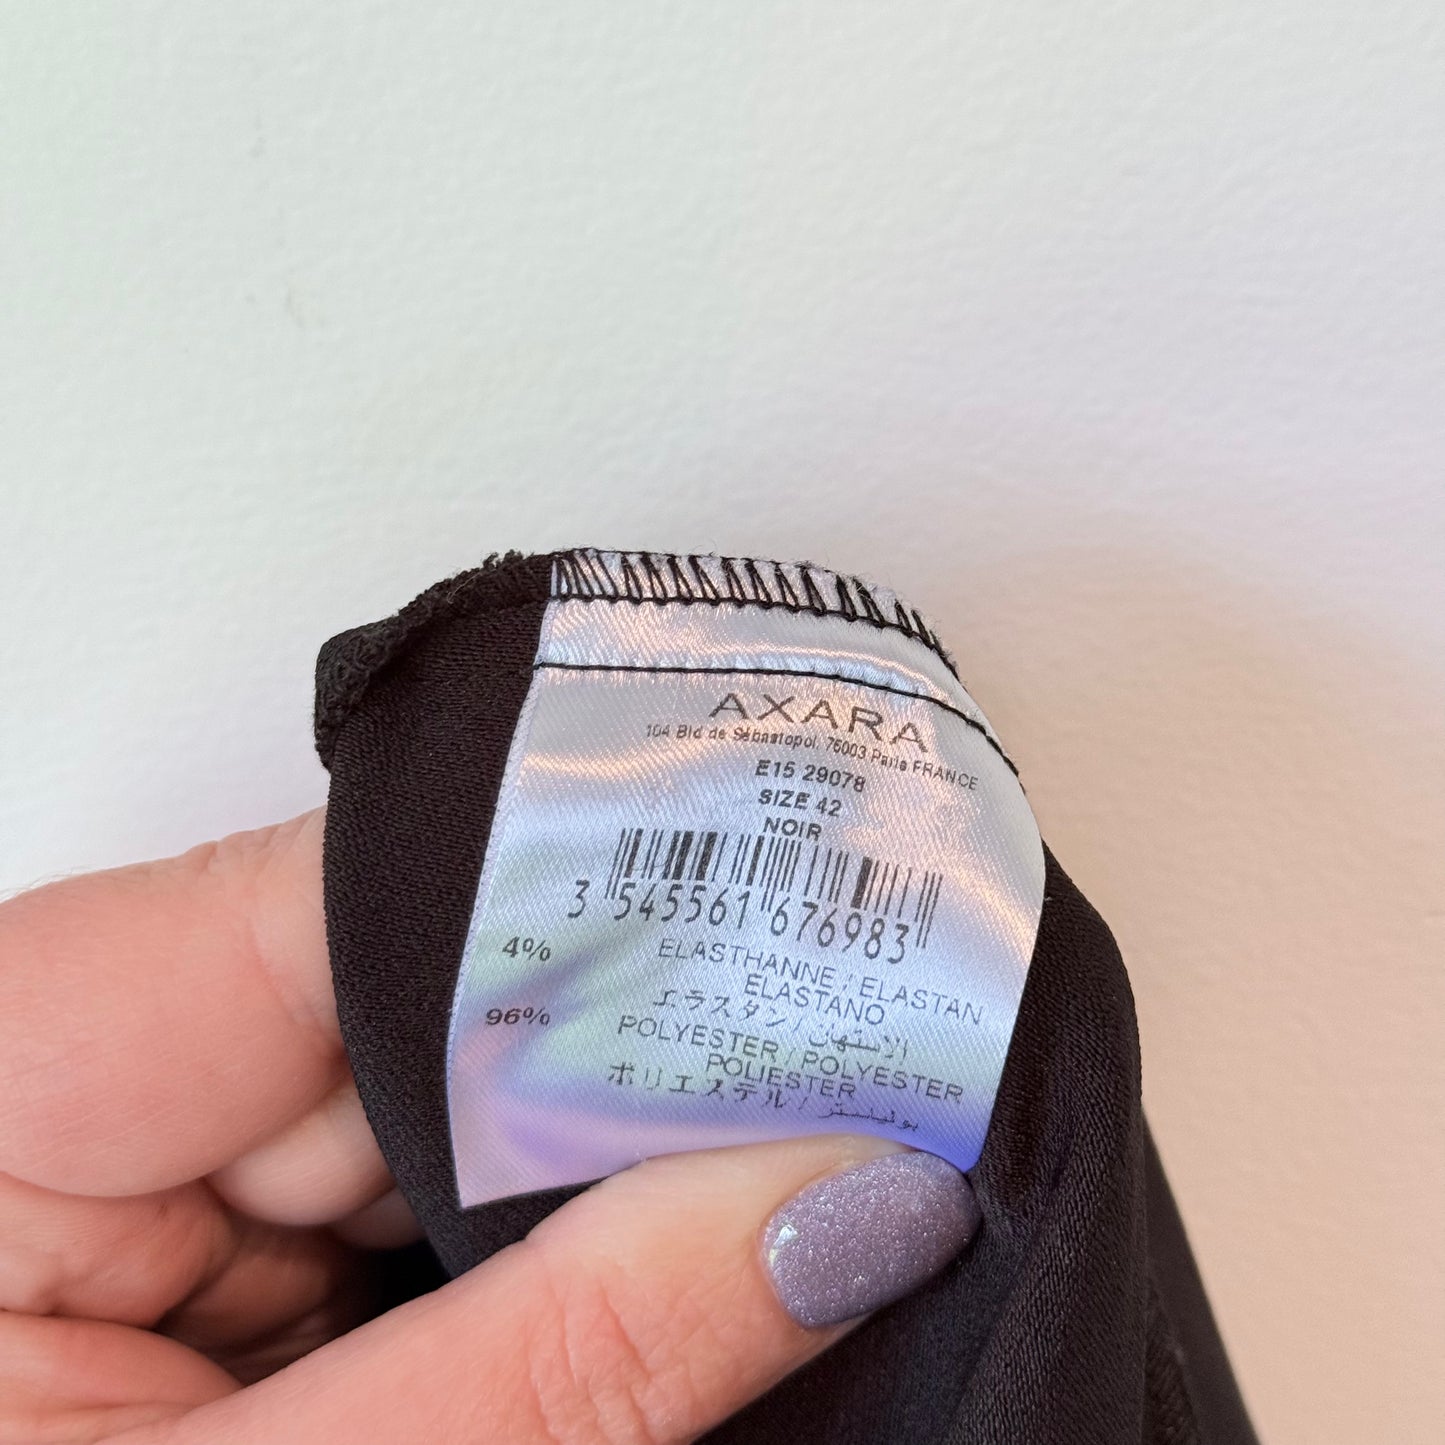 AXARA
104 Bld de Sébastopol, 75003 Paris FRANCE
E15 29078
SIZE 42
NOIR
3 545561 676983
4% ELASTHANNE / ELASTAN
ELASTANO
エラスタン / الاستهان
96% POLYESTER / POLYESTER
POLIESTER
ポリエステル / بوليستر